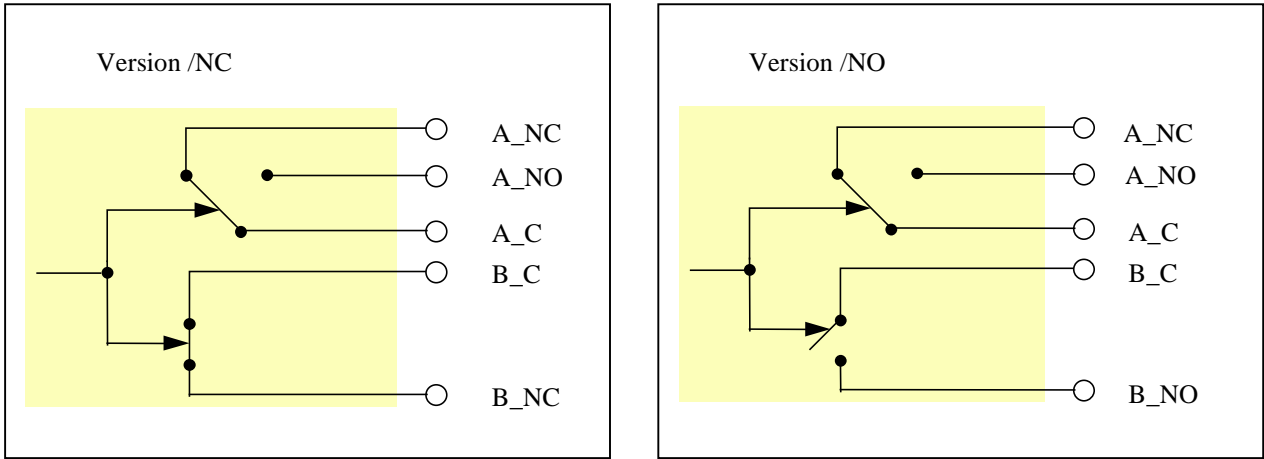 Version /NC
A_NC
A_NO
A_C
B_C
B_NC
Version /NO
A_NC
A_NO
A_C
B_C
B_NO